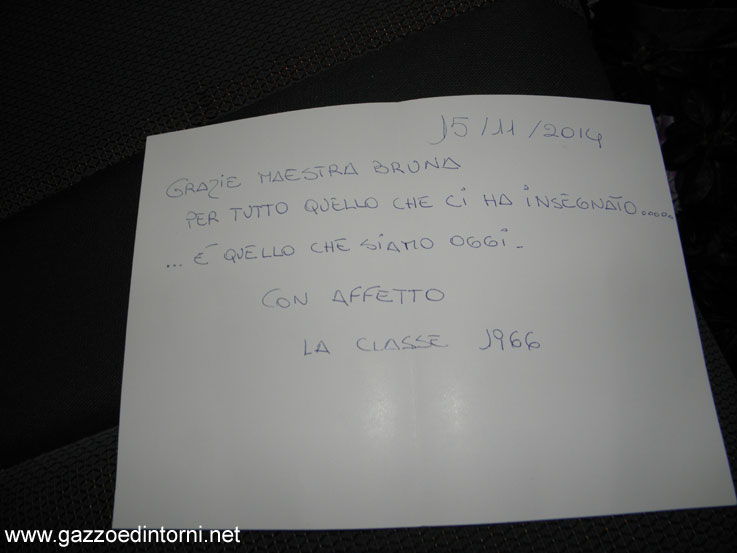 15/11/2014
GRAZIE MAESTRA BRUNA
PER TUTTO QUELLO CHE CI HA INSEGNATO.....
... È QUELLO CHE SIAMO OGGI.
CON AFFETTO
LA CLASSE 1966
www.gazzoedintorni.net